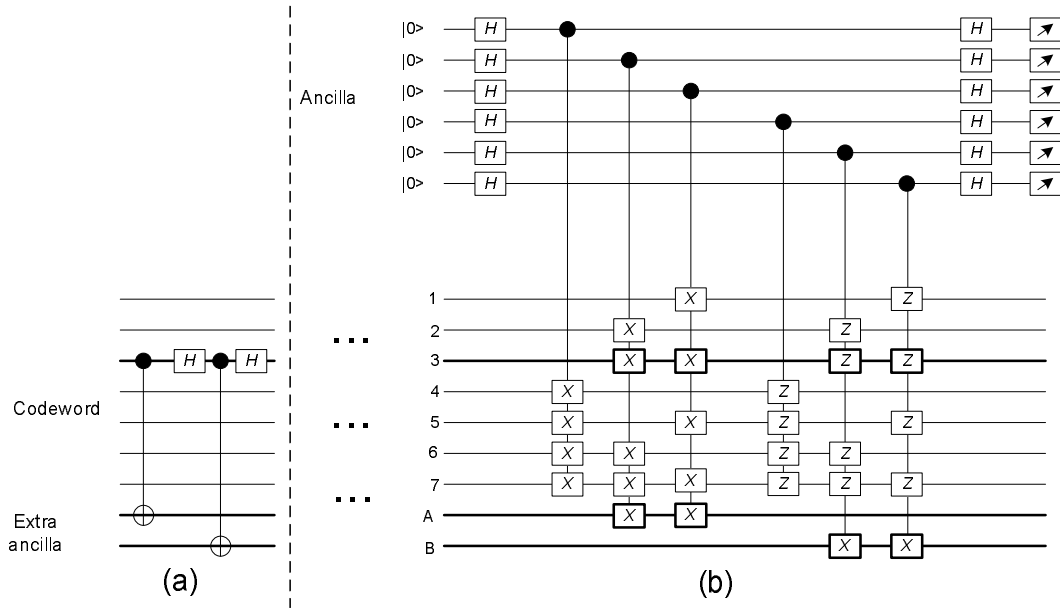 |0> H H
|0> H H
|0> H H
Ancilla
|0> H H
|0> H H
|0> H H
1 X Z
2 X Z
H H
3 X X Z Z
4 X Z
Codeword
5 X X Z Z
6 X X Z Z
7 X X X Z Z Z
Extra
ancilla
A X X
B X X
(a) (b)